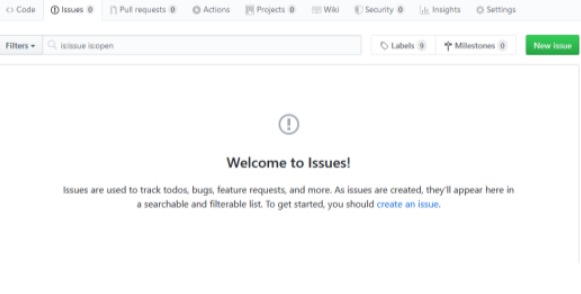 Code Issues 0 Pull requests 0 Actions Projects 0 Wiki Security 0 Insights Settings
Filters is:issue is:open Labels 9 Milestones 0 New issue
Welcome to Issues!
Issues are used to track todos, bugs, feature requests, and more. As issues are created, they'll appear here in
a searchable and filterable list. To get started, you should create an issue.